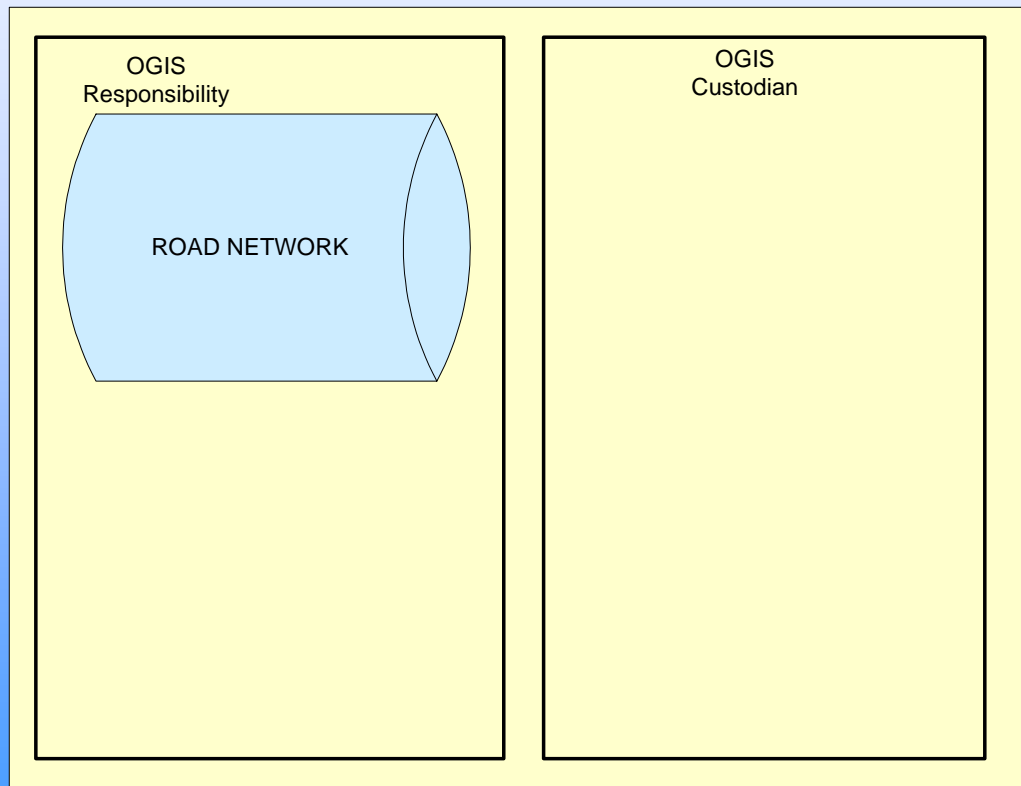 OGIS
Responsibility
ROAD NETWORK
OGIS
Custodian